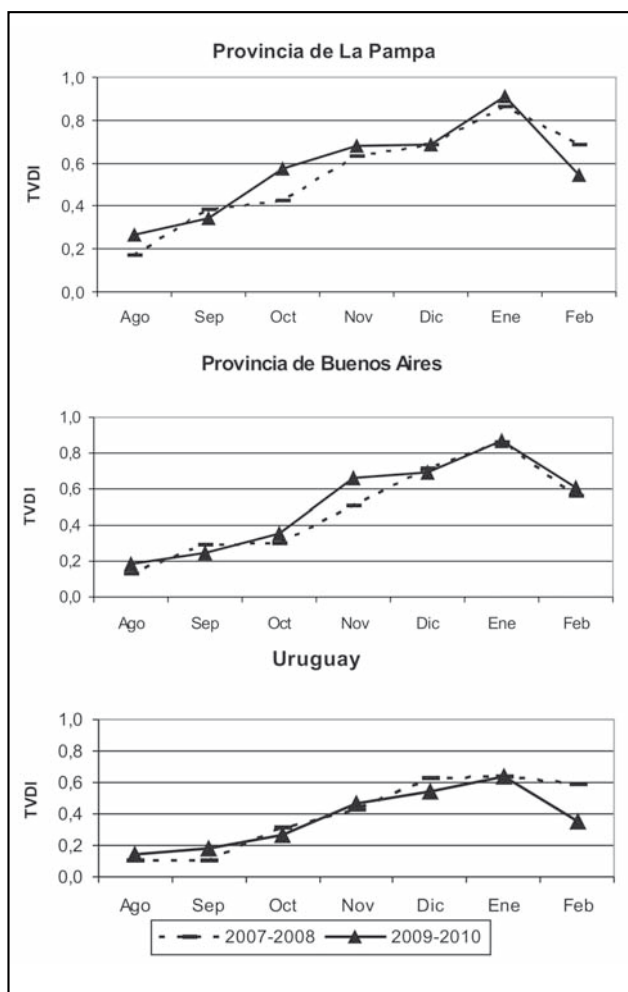 Provincia de La Pampa
1,0
0,8
0,6
0,4
0,2
0,0
TVDI
Ago Sep Oct Nov Dic Ene Feb
Provincia de Buenos Aires
1,0
0,8
0,6
0,4
0,2
0,0
TVDI
Ago Sep Oct Nov Dic Ene Feb
Uruguay
1,0
0,8
0,6
0,4
0,2
0,0
TVDI
Ago Sep Oct Nov Dic Ene Feb
2007-2008 2009-2010